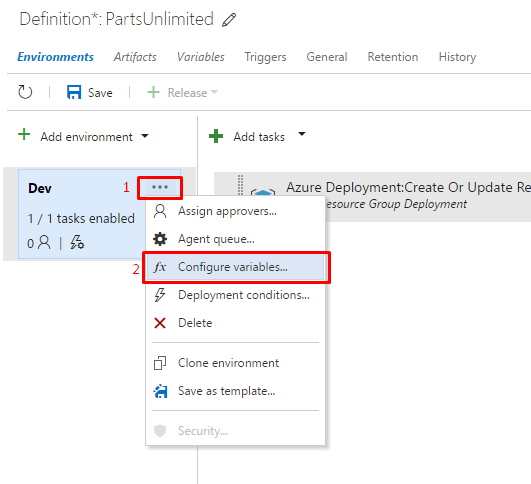 Definition*: PartsUnlimited
Environments Artifacts Variables Triggers General Retention History
Save Release
Add environment Add tasks
Dev 1 ...
Azure Deployment:Create Or Update Re
esource Group Deployment
1 / 1 tasks enabled
0
Assign approvers...
Agent queue...
2 fx Configure variables...
Deployment conditions...
Delete
Clone environment
Save as template...
Security...